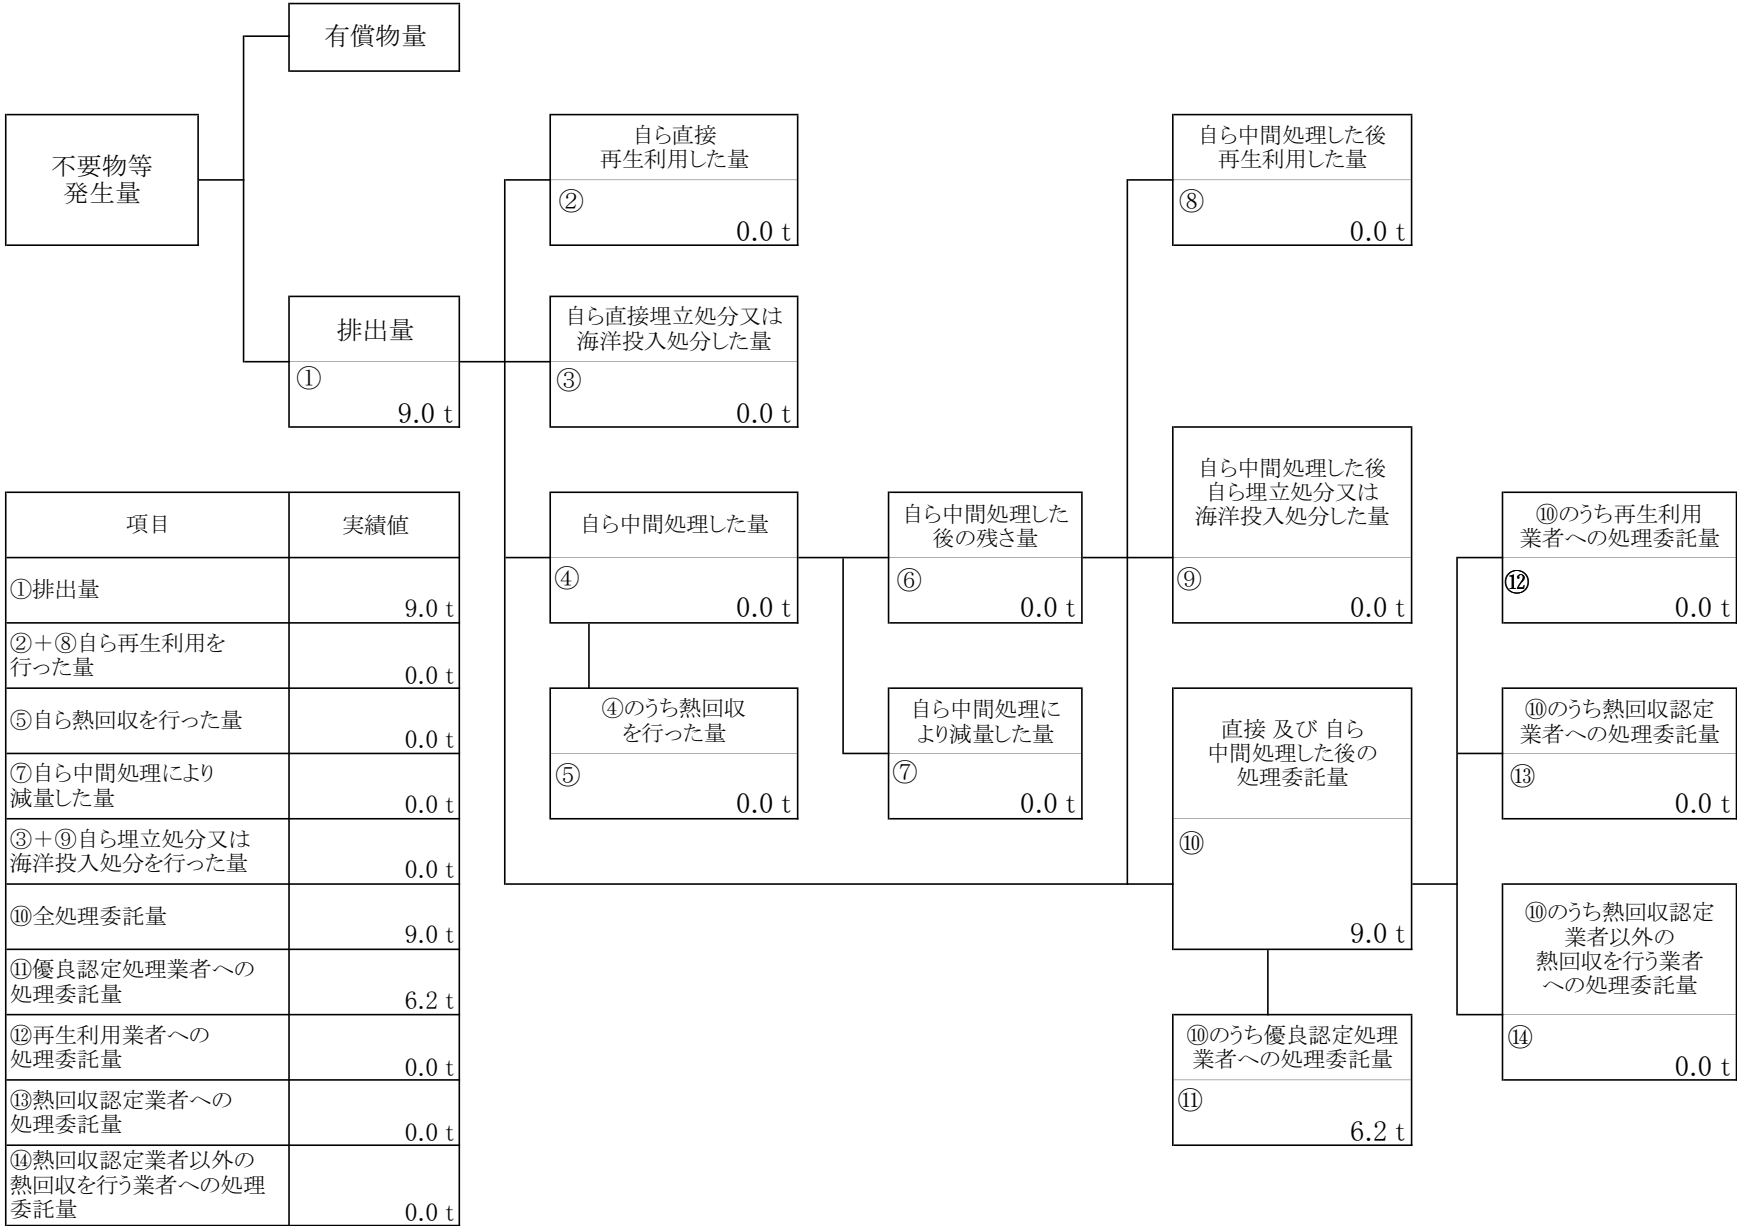 有償物量
不要物等
発生量
自ら直接
再生利用した量
②
0.0 t
自ら中間処理した後
再生利用した量
⑧
0.0 t
排出量
①
9.0 t
自ら直接埋立処分又は
海洋投入処分した量
③
0.0 t
自ら中間処理した量
④
0.0 t
自ら中間処理した
後の残さ量
⑥
0.0 t
自ら中間処理した後
自ら埋立処分又は
海洋投入処分した量
⑨
0.0 t
⑩のうち再生利用
業者への処理委託量
⑫
0.0 t
④のうち熱回収
を行った量
⑤
0.0 t
自ら中間処理に
より減量した量
⑦
0.0 t
直接 及び 自ら
中間処理した後の
処理委託量
⑩
9.0 t
⑩のうち熱回収認定
業者への処理委託量
⑬
0.0 t
⑩のうち熱回収認定
業者以外の
熱回収を行う業者
への処理委託量
⑭
0.0 t
⑩のうち優良認定処理
業者への処理委託量
⑪
6.2 t
項目 実績値
①排出量
9.0 t
②＋⑧自ら再生利用を
行った量
0.0 t
⑤自ら熱回収を行った量
0.0 t
⑦自ら中間処理により
減量した量
0.0 t
③＋⑨自ら埋立処分又は
海洋投入処分を行った量
0.0 t
⑩全処理委託量
9.0 t
⑪優良認定処理業者への
処理委託量
6.2 t
⑫再生利用業者への
処理委託量
0.0 t
⑬熱回収認定業者への
処理委託量
0.0 t
⑭熱回収認定業者以外の
熱回収を行う業者への処理
委託量
0.0 t